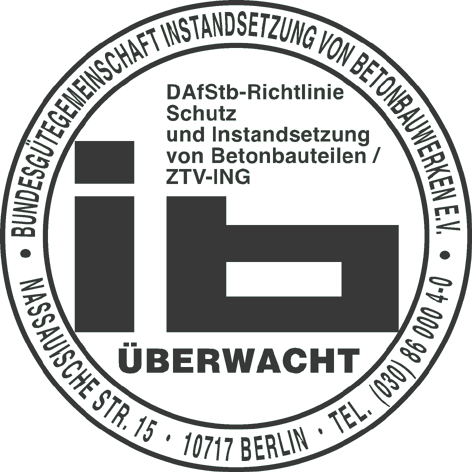 BUNDESGÜTEGEMEINSCHAFT INSTANDSETZUNG VON BETONBAUWERKEN E.V.
DAfStb-Richtlinie
Schutz
und Instandsetzung
von Betonbauteilen /
ZTV-ING
ib
ÜBERWACHT
NASSAUISCHE STR. 15 · 10717 BERLIN · TEL. (030) 86 000 4-0